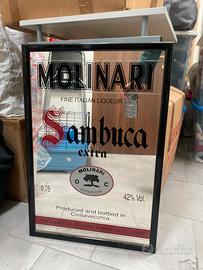 MOLINARI
FINE ITALIAN LIQUEUR
Sambuca
extra
MOLINARI
O C
0,75
42% Vol.
Produced and bottled in
Civitavecchia